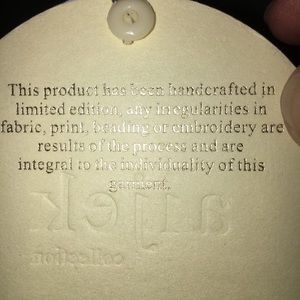 This product has been handcrafted in
limited edition, any irregularities in
fabric, print, beading or embroidery are
results of the process and are
integral to the individuality of this
garment.
collection